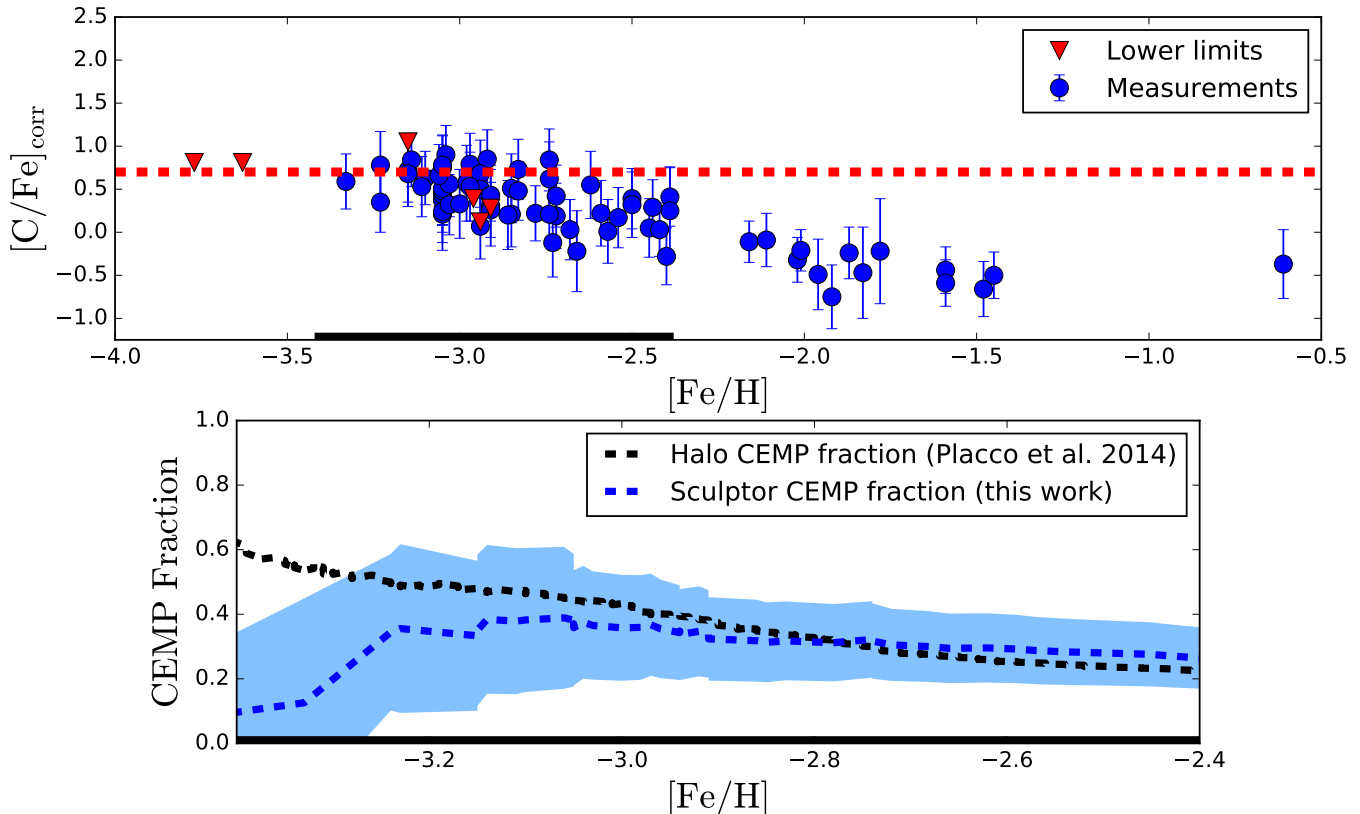 2.5
2.0
1.5
1.0
0.5
0.0
−0.5
−1.0
[C/Fe]corr
Lower limits
Measurements
−4.0 −3.5 −3.0 −2.5 −2.0 −1.5 −1.0 −0.5
[Fe/H]
1.0
0.8
0.6
0.4
0.2
0.0
CEMP Fraction
Halo CEMP fraction (Placco et al. 2014)
Sculptor CEMP fraction (this work)
−3.2 −3.0 −2.8 −2.6 −2.4
[Fe/H]